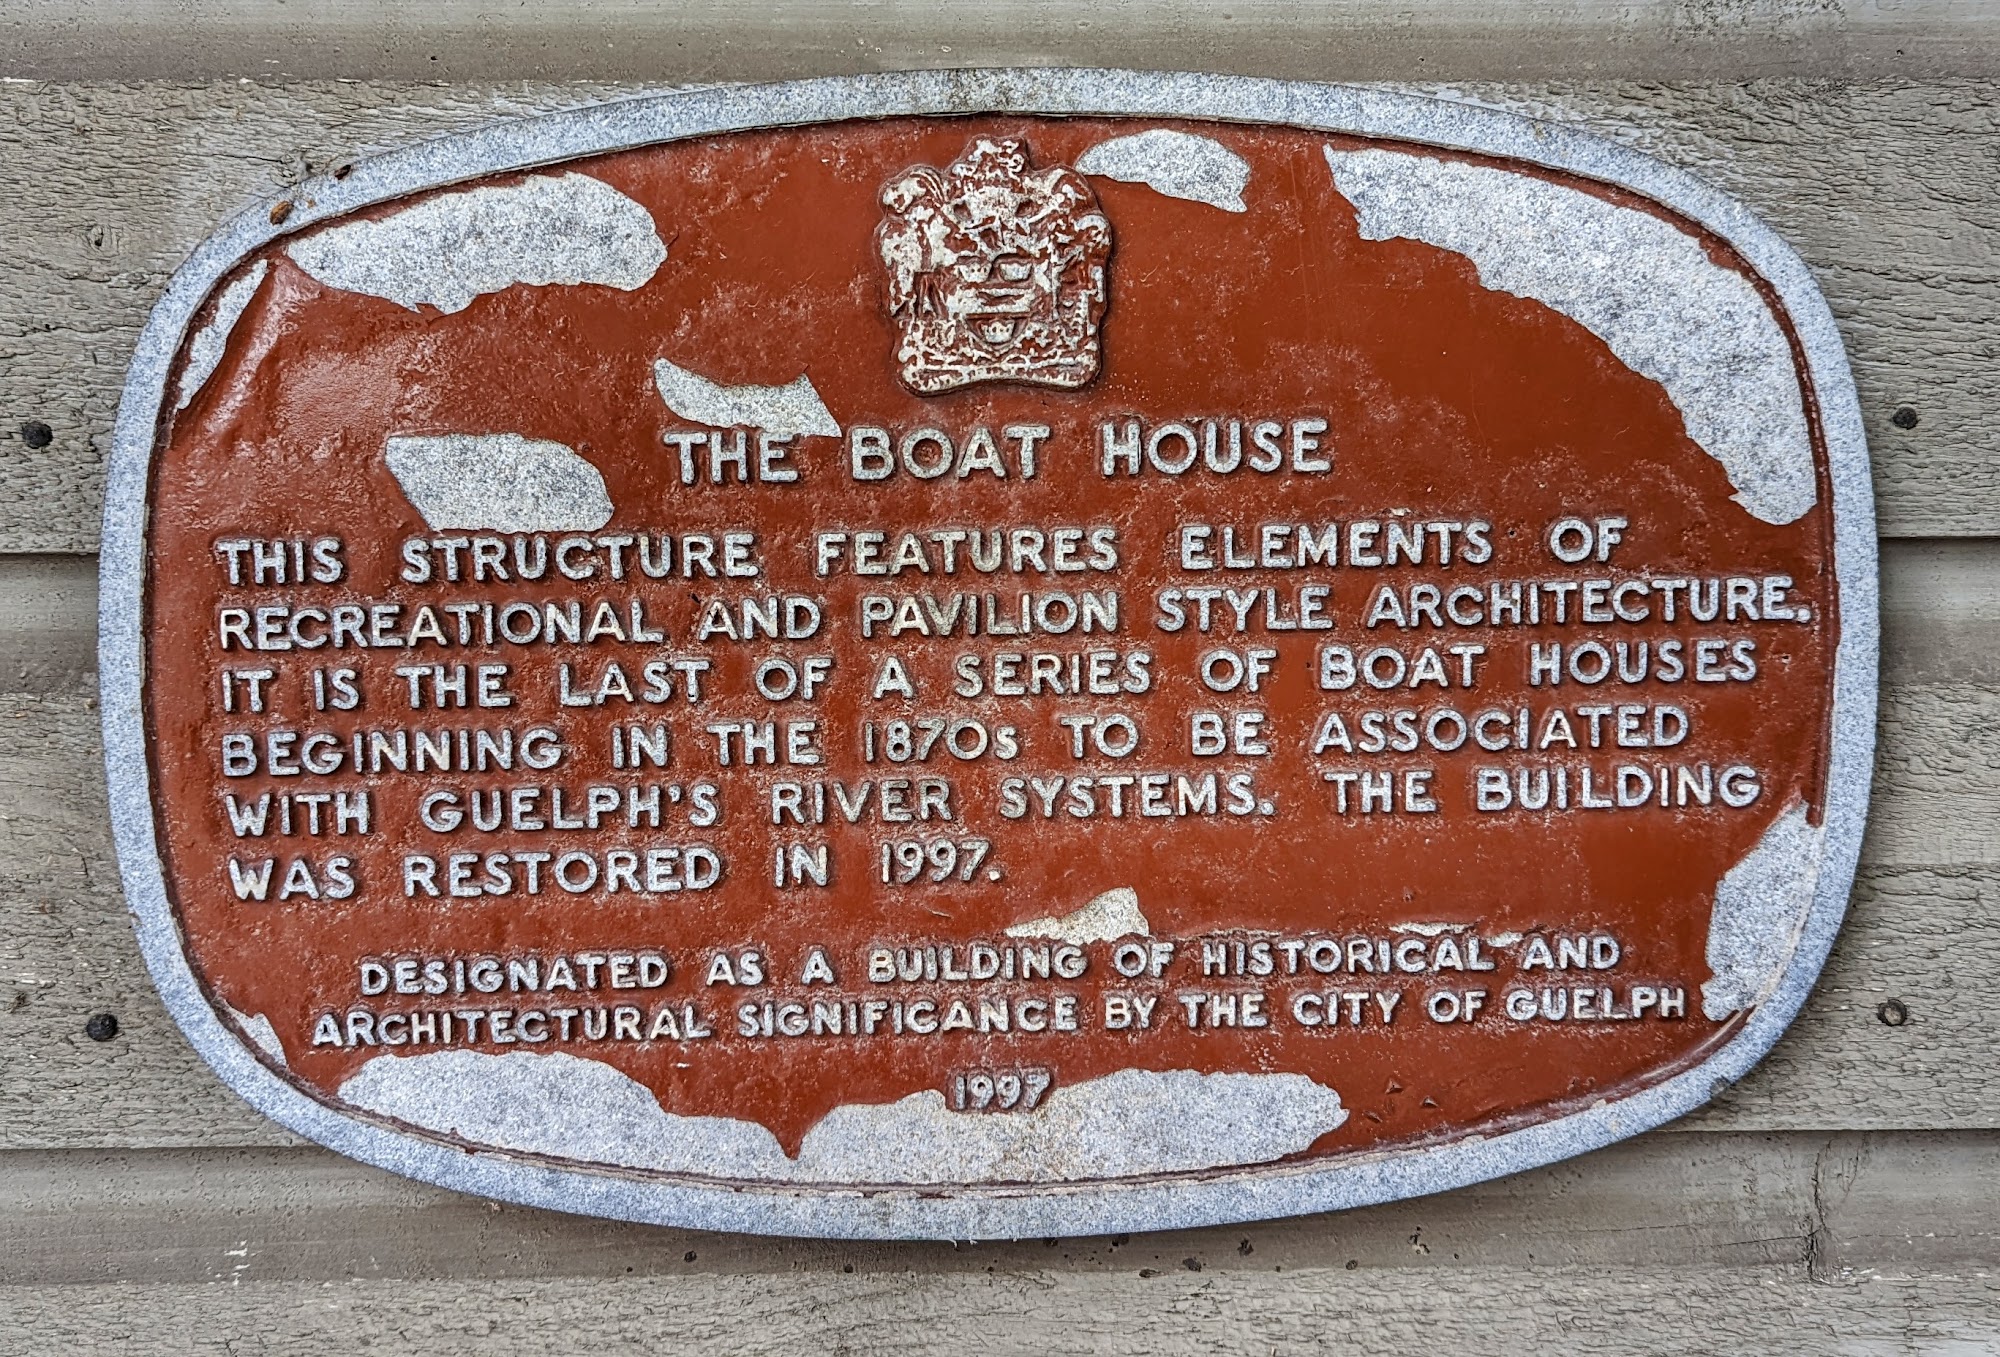 THE BOAT HOUSE
THIS STRUCTURE FEATURES ELEMENTS OF
RECREATIONAL AND PAVILION STYLE ARCHITECTURE.
IT IS THE LAST OF A SERIES OF BOAT HOUSES
BEGINNING IN THE 1870s TO BE ASSOCIATED
WITH GUELPH'S RIVER SYSTEMS. THE BUILDING
WAS RESTORED IN 1997.
DESIGNATED AS A BUILDING OF HISTORICAL AND
ARCHITECTURAL SIGNIFICANCE BY THE CITY OF GUELPH
1997